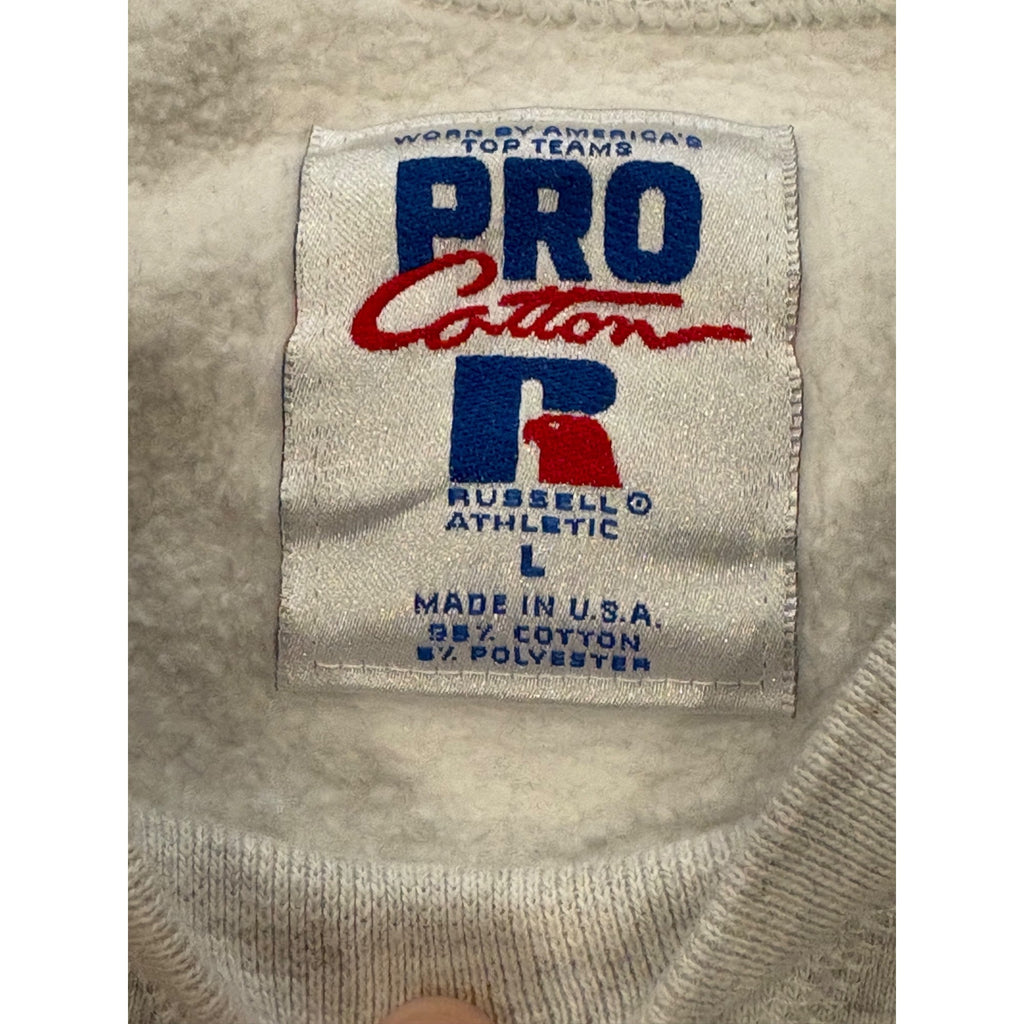 WORN BY AMERICA'S
TOP TEAMS
PRO
Cotton
R
RUSSELL ®
ATHLETIC
L
MADE IN U.S.A.
95% COTTON
5% POLYESTER